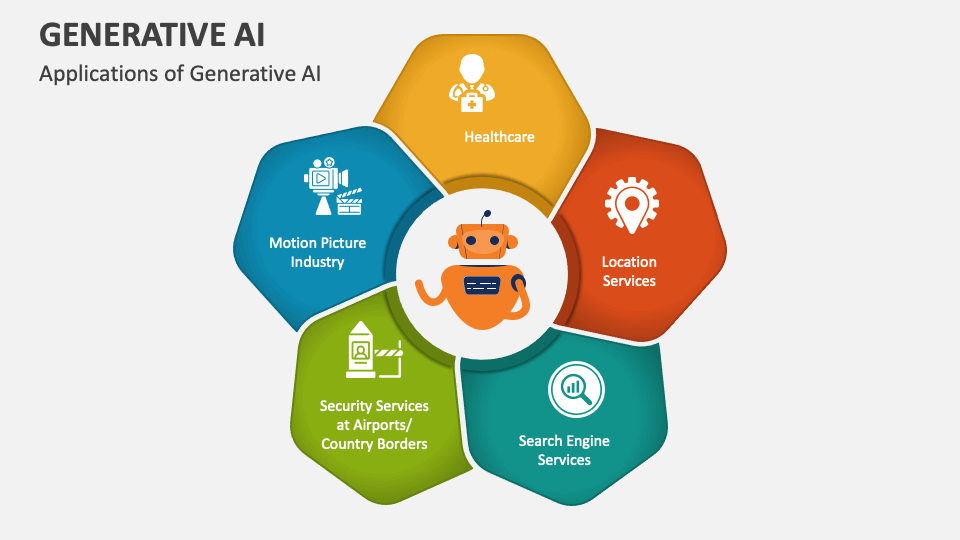 GENERATIVE AI
Applications of Generative AI
Healthcare
Location
Services
Search Engine
Services
Security Services
at Airports/
Country Borders
Motion Picture
Industry